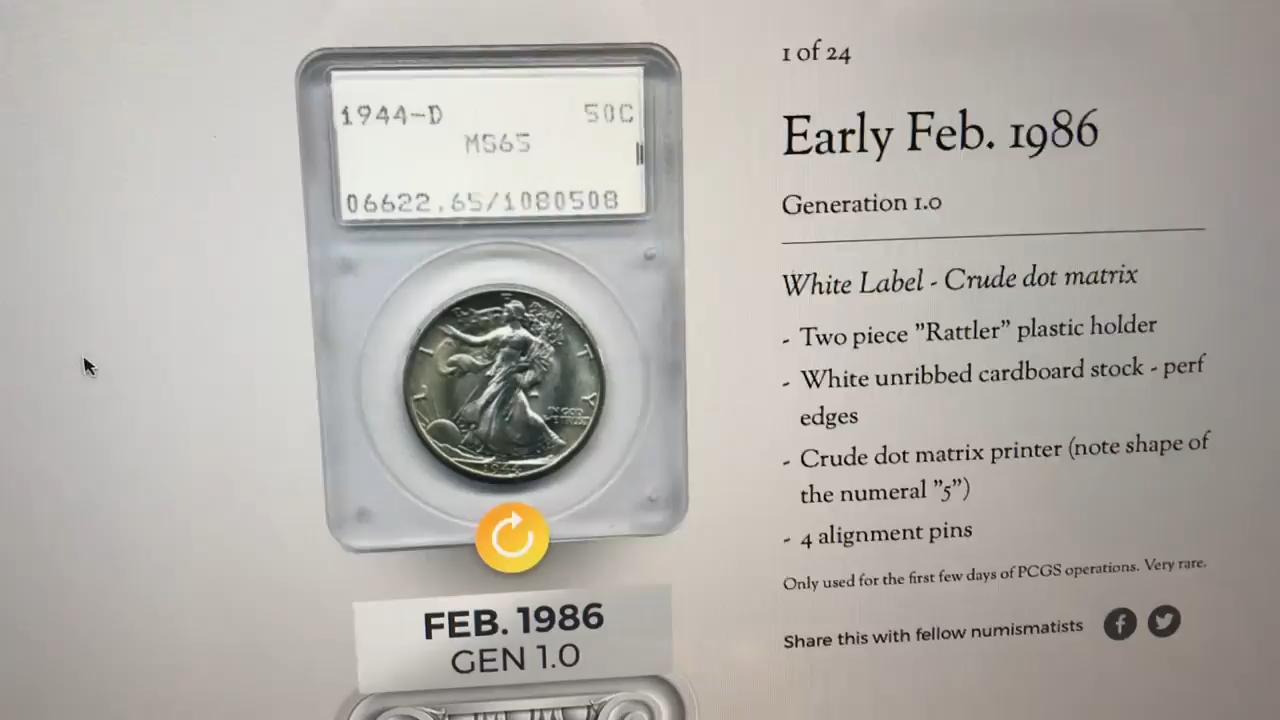 1944-D 50C
MS65
06622.65/1080508
L I T Y
IN GOD
FEB. 1986
GEN 1.0
1 of 24
Early Feb. 1986
Generation 1.0
White Label - Crude dot matrix
- Two piece "Rattler" plastic holder
- White unribbed cardboard stock - perf
edges
- Crude dot matrix printer (note shape of
the numeral "5")
- 4 alignment pins
Only used for the first few days of PCGS operations. Very rare.
Share this with fellow numismatists